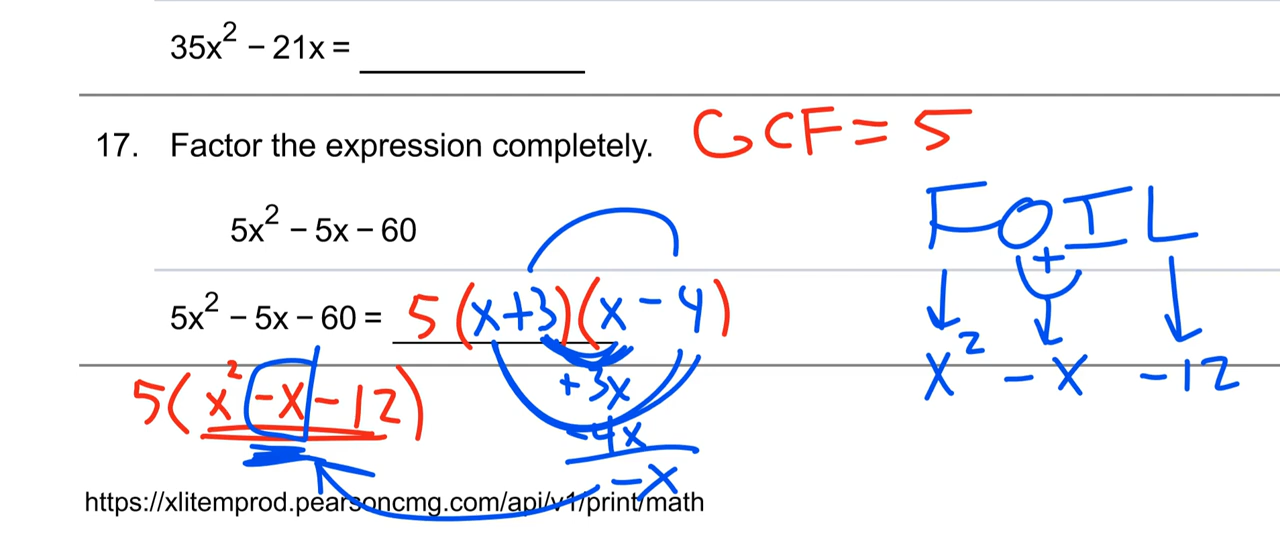 35x² − 21x = ________
17. Factor the expression completely. GCF = 5
5x² − 5x − 60
FOIL
+
5x² − 5x − 60 = 5(x+3)(x−4)
x² −x −12
5(x² −x −12)
+3x
−4x
−x
https://xlitemprod.pearsoncmg.com/api/v1/print/math